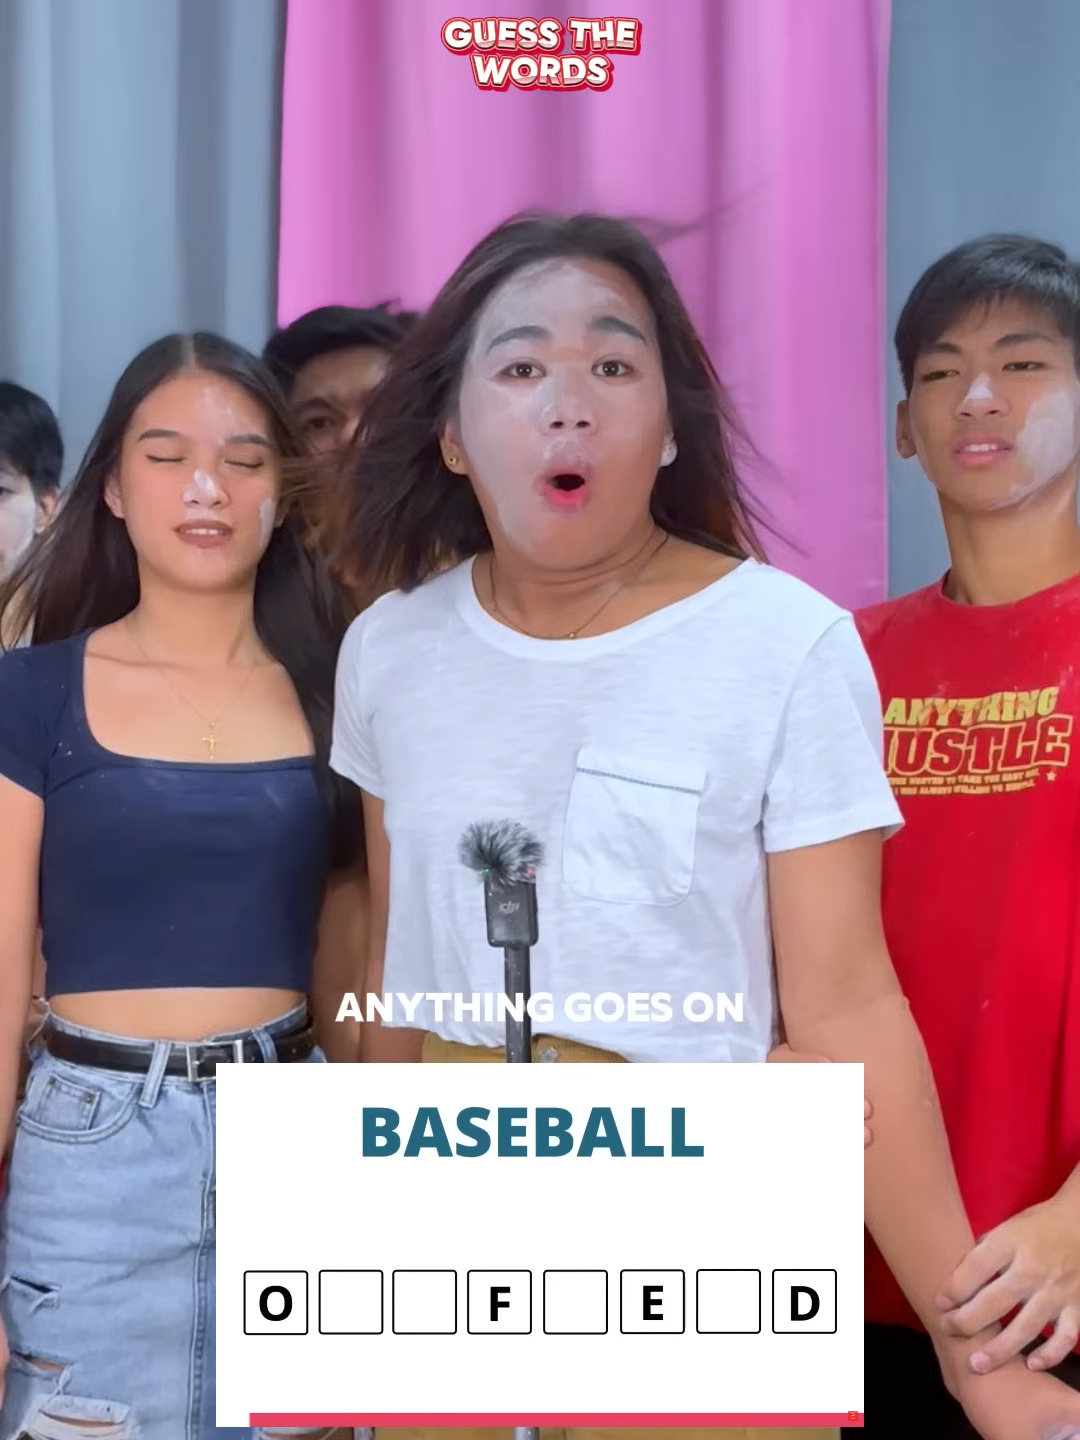 GUESS THE
WORDS
ANYTHING
HUSTLE
ANYTHING GOES ON
BASEBALL
O F E D